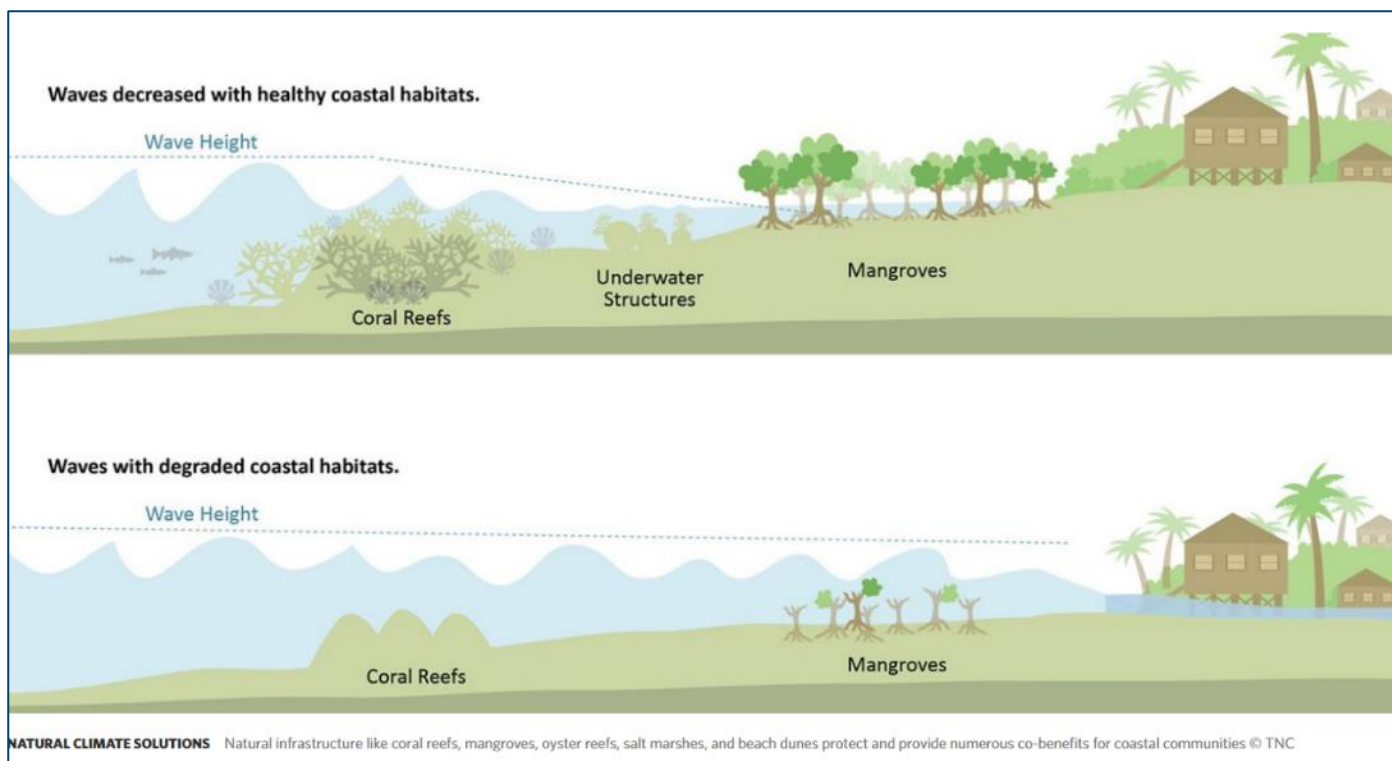 Waves decreased with healthy coastal habitats.
Wave Height
Coral Reefs
Underwater
Structures
Mangroves
Waves with degraded coastal habitats.
Wave Height
Coral Reefs
Mangroves
NATURAL CLIMATE SOLUTIONS Natural infrastructure like coral reefs, mangroves, oyster reefs, salt marshes, and beach dunes protect and provide numerous co-benefits for coastal communities © TNC